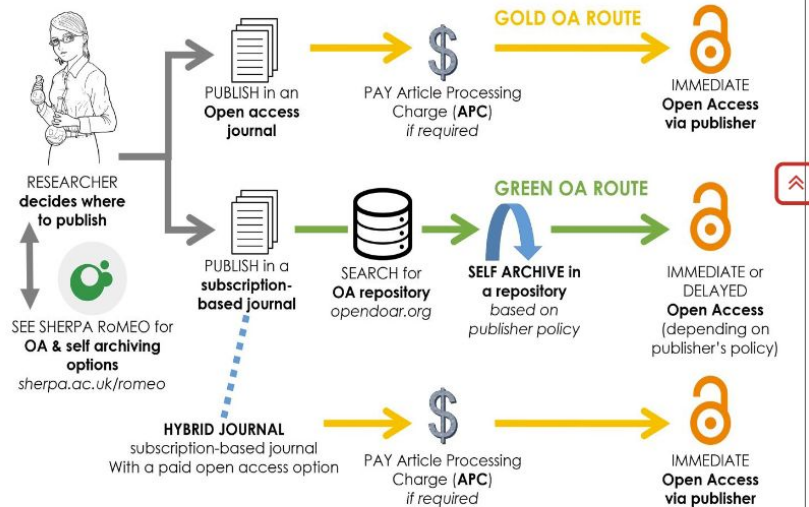 GOLD OA ROUTE
PUBLISH in an
Open access
journal
PAY Article Processing
Charge (APC)
if required
IMMEDIATE
Open Access
via publisher
RESEARCHER
decides where
to publish
GREEN OA ROUTE
PUBLISH in a
subscription-
based journal
SEARCH for
OA repository
opendoar.org
SELF ARCHIVE in
a repository
based on
publisher policy
IMMEDIATE or
DELAYED
Open Access
(depending on
publisher's policy)
SEE SHERPA RoMEO for
OA & self archiving
options
sherpa.ac.uk/romeo
HYBRID JOURNAL
subscription-based journal
With a paid open access option
PAY Article Processing
Charge (APC)
if required
IMMEDIATE
Open Access
via publisher